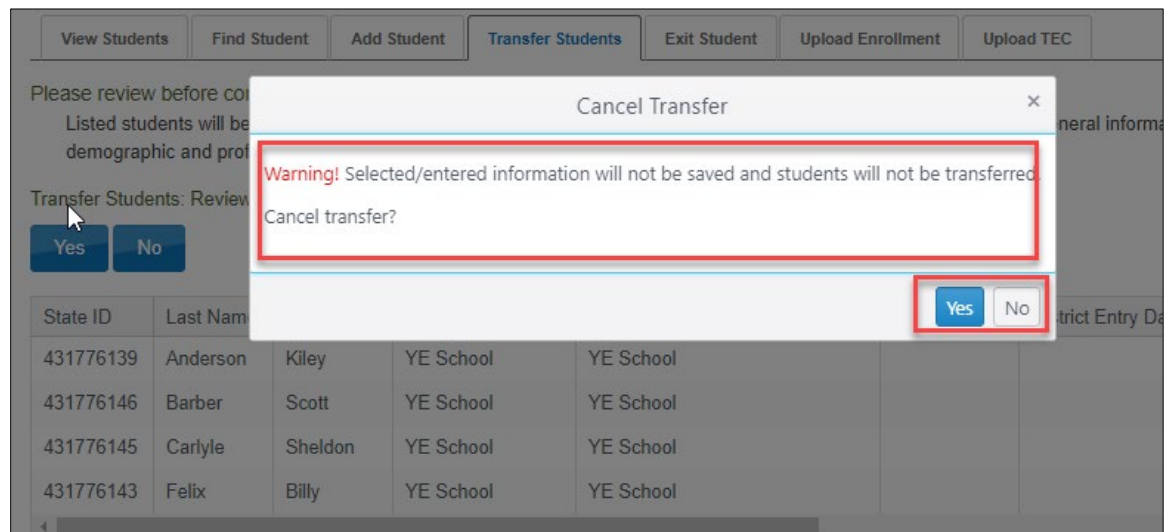 View Students Find Student Add Student Transfer Students Exit Student Upload Enrollment Upload TEC
Please review before
Cancel Transfer ×
Listed students will be neral
demographic and
Warning! Selected/entered information will not be saved and students will not be transferred.
Transfer Students: Review
Cancel transfer?
Yes No
Yes No
State ID Last Nam strict Entry Da
431776139 Anderson Kiley YE School YE School
431776146 Barber Scott YE School YE School
431776145 Carlyle Sheldon YE School YE School
431776143 Felix Billy YE School YE School